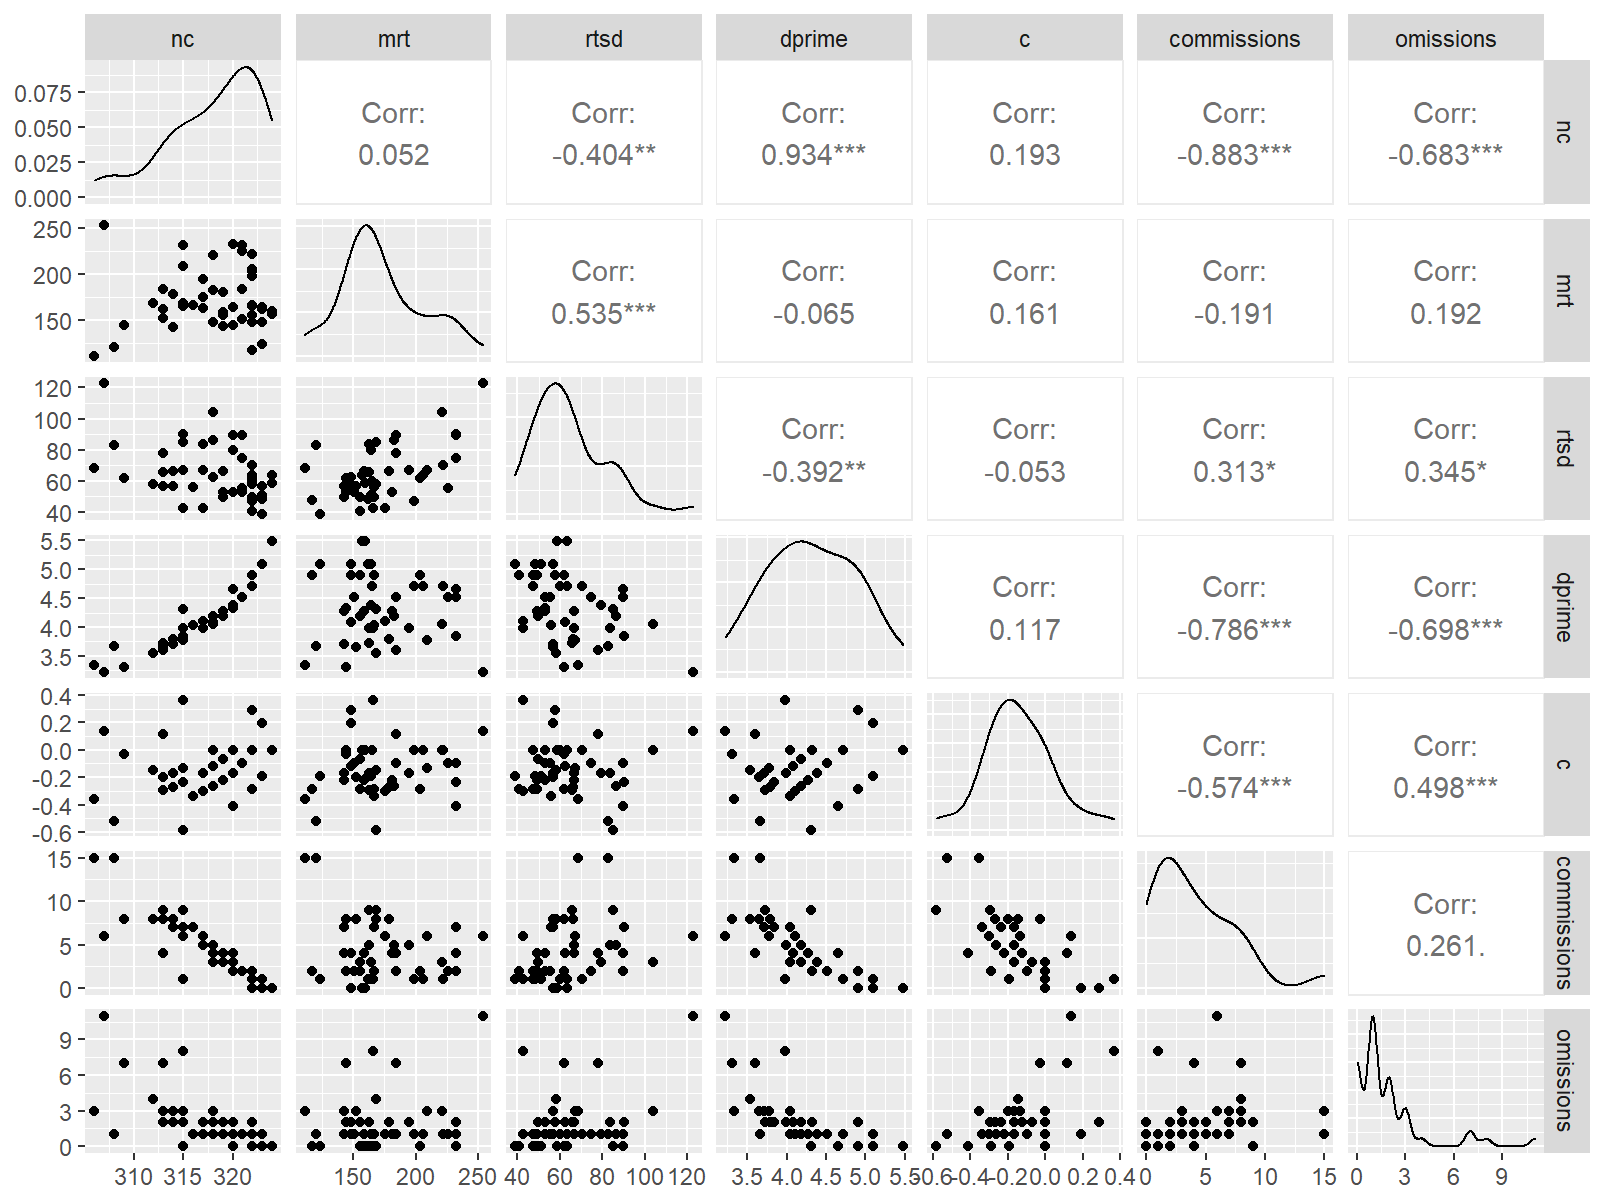 nc mrt rtsd dprime c commissions omissions
0.075
0.050
0.025
0.000
Corr:
0.052
Corr:
-0.404**
Corr:
0.934***
Corr:
0.193
Corr:
-0.883***
Corr:
-0.683***
nc
250
200
150
Corr:
0.535***
Corr:
-0.065
Corr:
0.161
Corr:
-0.191
Corr:
0.192
mrt
120
100
80
60
40
Corr:
-0.392**
Corr:
-0.053
Corr:
0.313*
Corr:
0.345*
rtsd
5.5
5.0
4.5
4.0
3.5
Corr:
0.117
Corr:
-0.786***
Corr:
-0.698***
dprime
0.4
0.2
0.0
-0.2
-0.4
-0.6
Corr:
-0.574***
Corr:
0.498***
c
15
10
5
0
Corr:
0.261.
commissions
9
6
3
0
omissions
310 315 320
150 200 250
40 60 80 100 120
3.5 4.0 4.5 5.0 5.5
-0.6 -0.4 -0.2 0.0 0.2 0.4
0 5 10 15
0 3 6 9